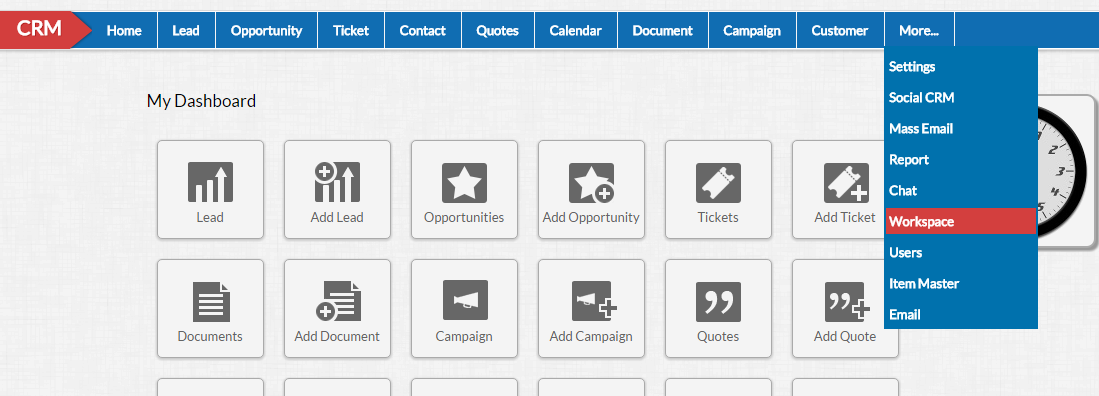 CRM Home Lead Opportunity Ticket Contact Quotes Calendar Document Campaign Customer More...
Settings
Social CRM
Mass Email
Report
Chat
Workspace
Users
Item Master
Email
My Dashboard
Lead Add Lead Opportunities Add Opportunity Tickets Add Ticket
Documents Add Document Campaign Add Campaign Quotes Add Quote
2
3
4
5